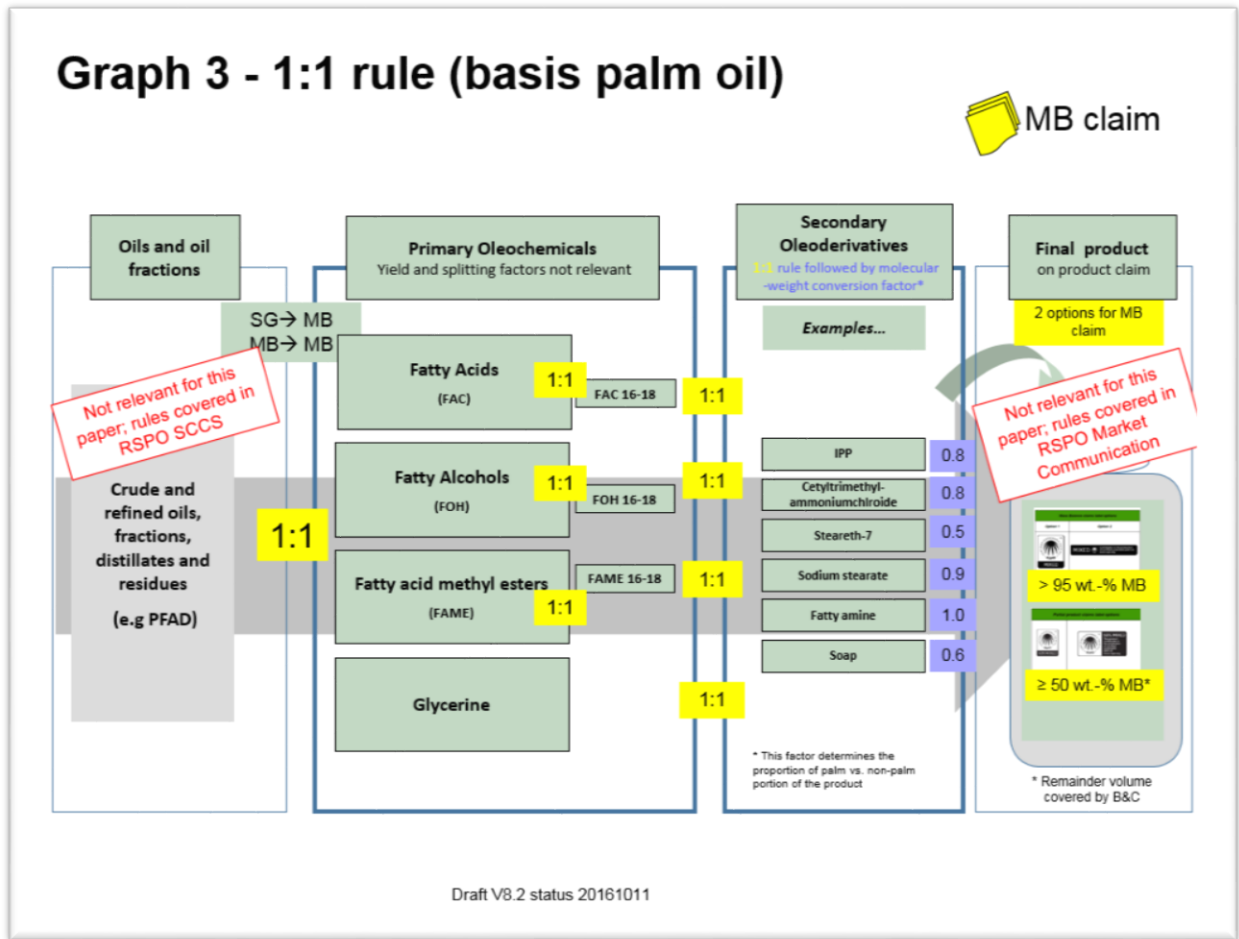 Graph 3 - 1:1 rule (basis palm oil)
MB claim
Oils and oil
fractions
Primary Oleochemicals
Yield and splitting factors not relevant
Secondary
Oleoderivatives
1:1 rule followed by molecular
-weight conversion factor*
Final product
on product claim
SG→ MB
MB→ MB
Examples...
2 options for MB
claim
Not relevant for this
paper; rules covered in
RSPO SCCS
Fatty Acids
(FAC)
1:1
FAC 16-18
1:1
Not relevant for this
paper; rules covered in
RSPO Market
Communication
Crude and
refined oils,
fractions,
distillates and
residues
(e.g PFAD)
1:1
Fatty Alcohols
(FOH)
1:1
FOH 16-18
1:1
Fatty acid methyl esters
(FAME)
1:1
FAME 16-18
1:1
Glycerine
1:1
IPP
0.8
Cetyltrimethyl-
ammoniumchlroide
0.8
Steareth-7
0.5
Sodium stearate
0.9
Fatty amine
1.0
Soap
0.6
> 95 wt.-% MB
≥ 50 wt.-% MB*
* This factor determines the
proportion of palm vs. non-palm
portion of the product
* Remainder volume
covered by B&C
Draft V8.2 status 20161011